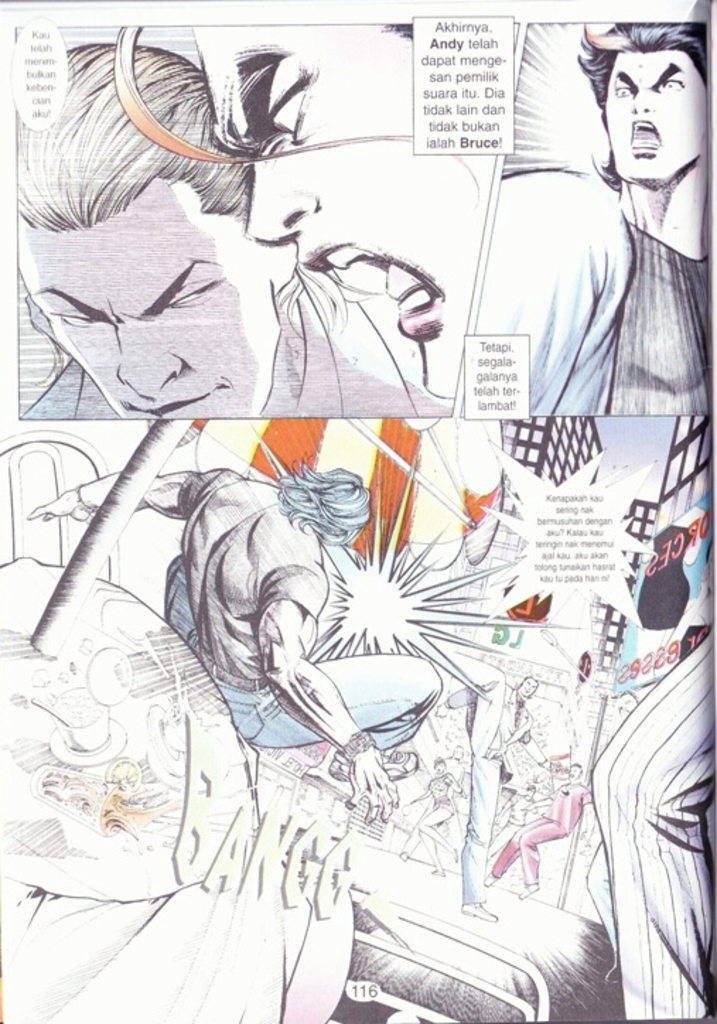 Kau
telah
menim-
bulkan
keben-
cian
aku!
Akhirnya,
Andy telah
dapat menge-
san pemilik
suara itu. Dia
tidak lain dan
tidak bukan
ialah Bruce!
Tetapi,
segala-
galanya
telah ter-
lambat!
Kenapakah kau
sering nak
bermusuhan dengan
aku? Kau
teringin nak menemui
ajal kau, aku akan
tolong tunaikan hasrat
kau tu pada hari ni!
LG
BANGG
116